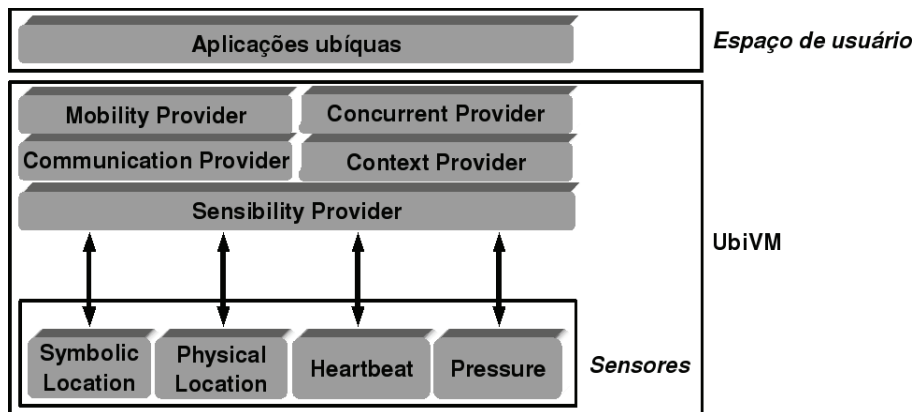 Aplicações ubíquas
Espaço de usuário
Mobility Provider
Concurrent Provider
Communication Provider
Context Provider
Sensibility Provider
UbiVM
Symbolic
Location
Physical
Location
Heartbeat
Pressure
Sensores